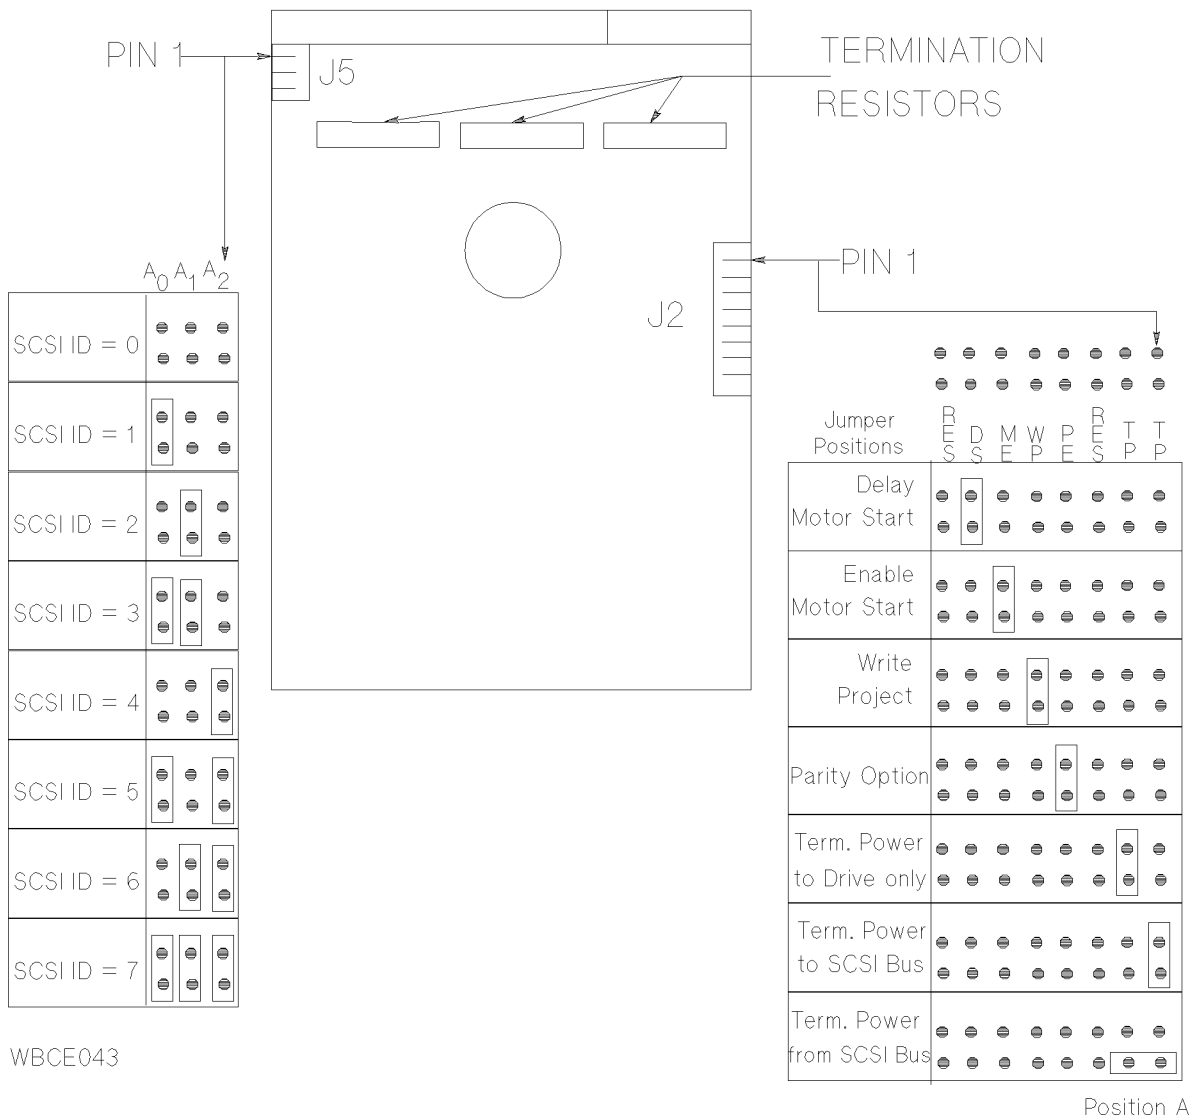 PIN 1
J5
TERMINATION
RESISTORS
PIN 1
J2
A0 A1 A2
SCSI ID = 0
SCSI ID = 1
SCSI ID = 2
SCSI ID = 3
SCSI ID = 4
SCSI ID = 5
SCSI ID = 6
SCSI ID = 7
WBCE043
Jumper
Positions
RES DS ME WP PE RES TP TP
Delay
Motor Start
Enable
Motor Start
Write
Project
Parity Option
Term. Power
to Drive only
Term. Power
to SCSI Bus
Term. Power
from SCSI Bus
Position A